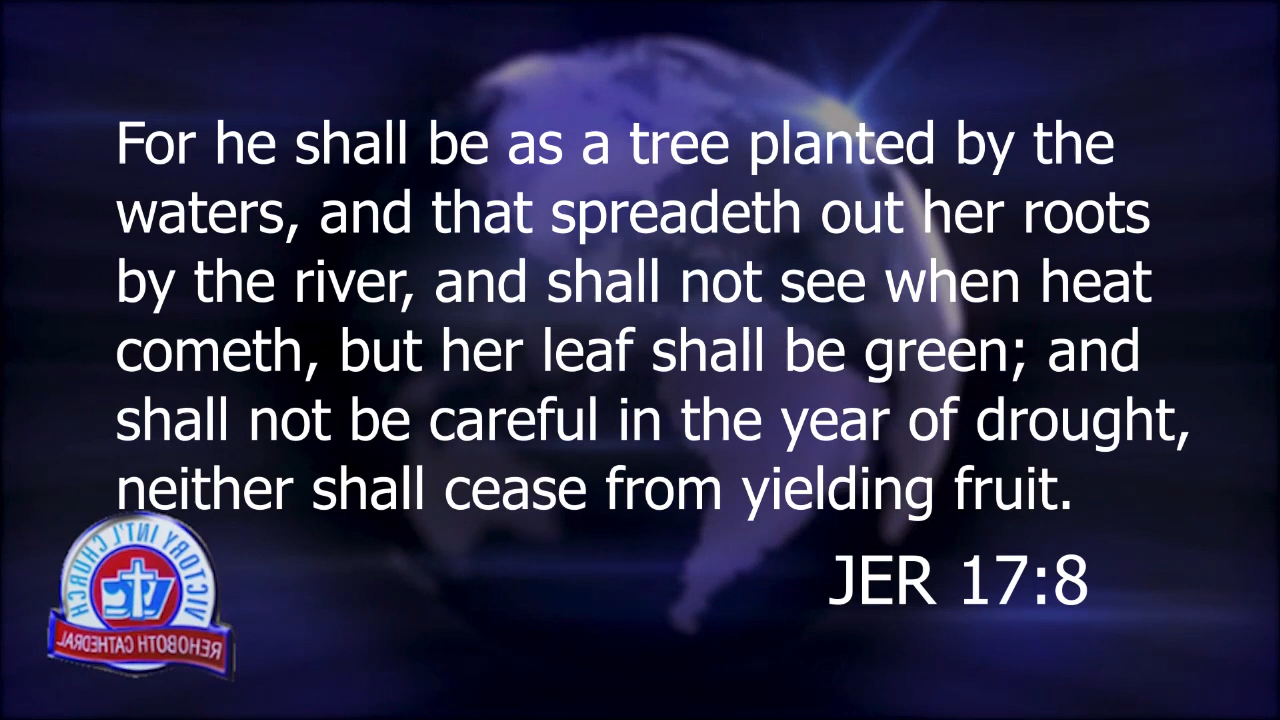 For he shall be as a tree planted by the
waters, and that spreadeth out her roots
by the river, and shall not see when heat
cometh, but her leaf shall be green; and
shall not be careful in the year of drought,
neither shall cease from yielding fruit.
JER 17:8
VICTORY INT'L CHURCH
REHOBOTH CATHEDRAL